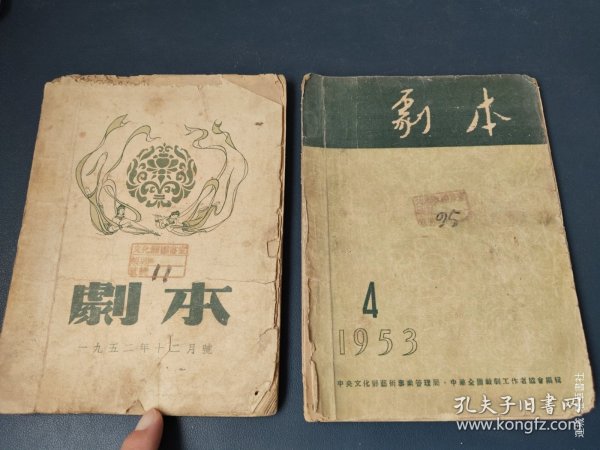 劇本
一九五二年十二月號
11
劇本
95
4
1953
中央文化部藝術事業管理局·中華全國戲劇工作者協會編輯
孔夫子旧书网
www.kongfz.com